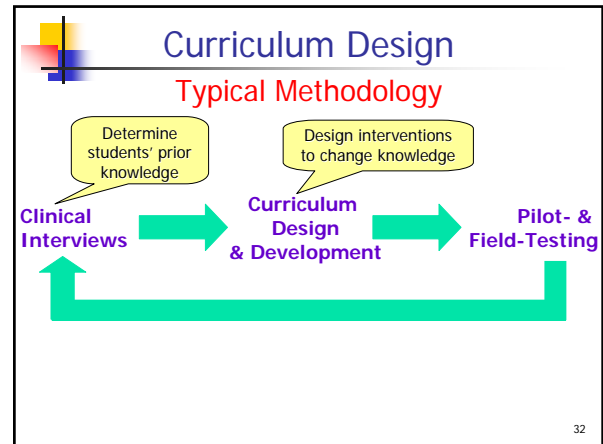 Curriculum Design
Typical Methodology
Determine
students' prior
knowledge
Design interventions
to change knowledge
Clinical
Interviews
Curriculum
Design
& Development
Pilot- &
Field-Testing
32